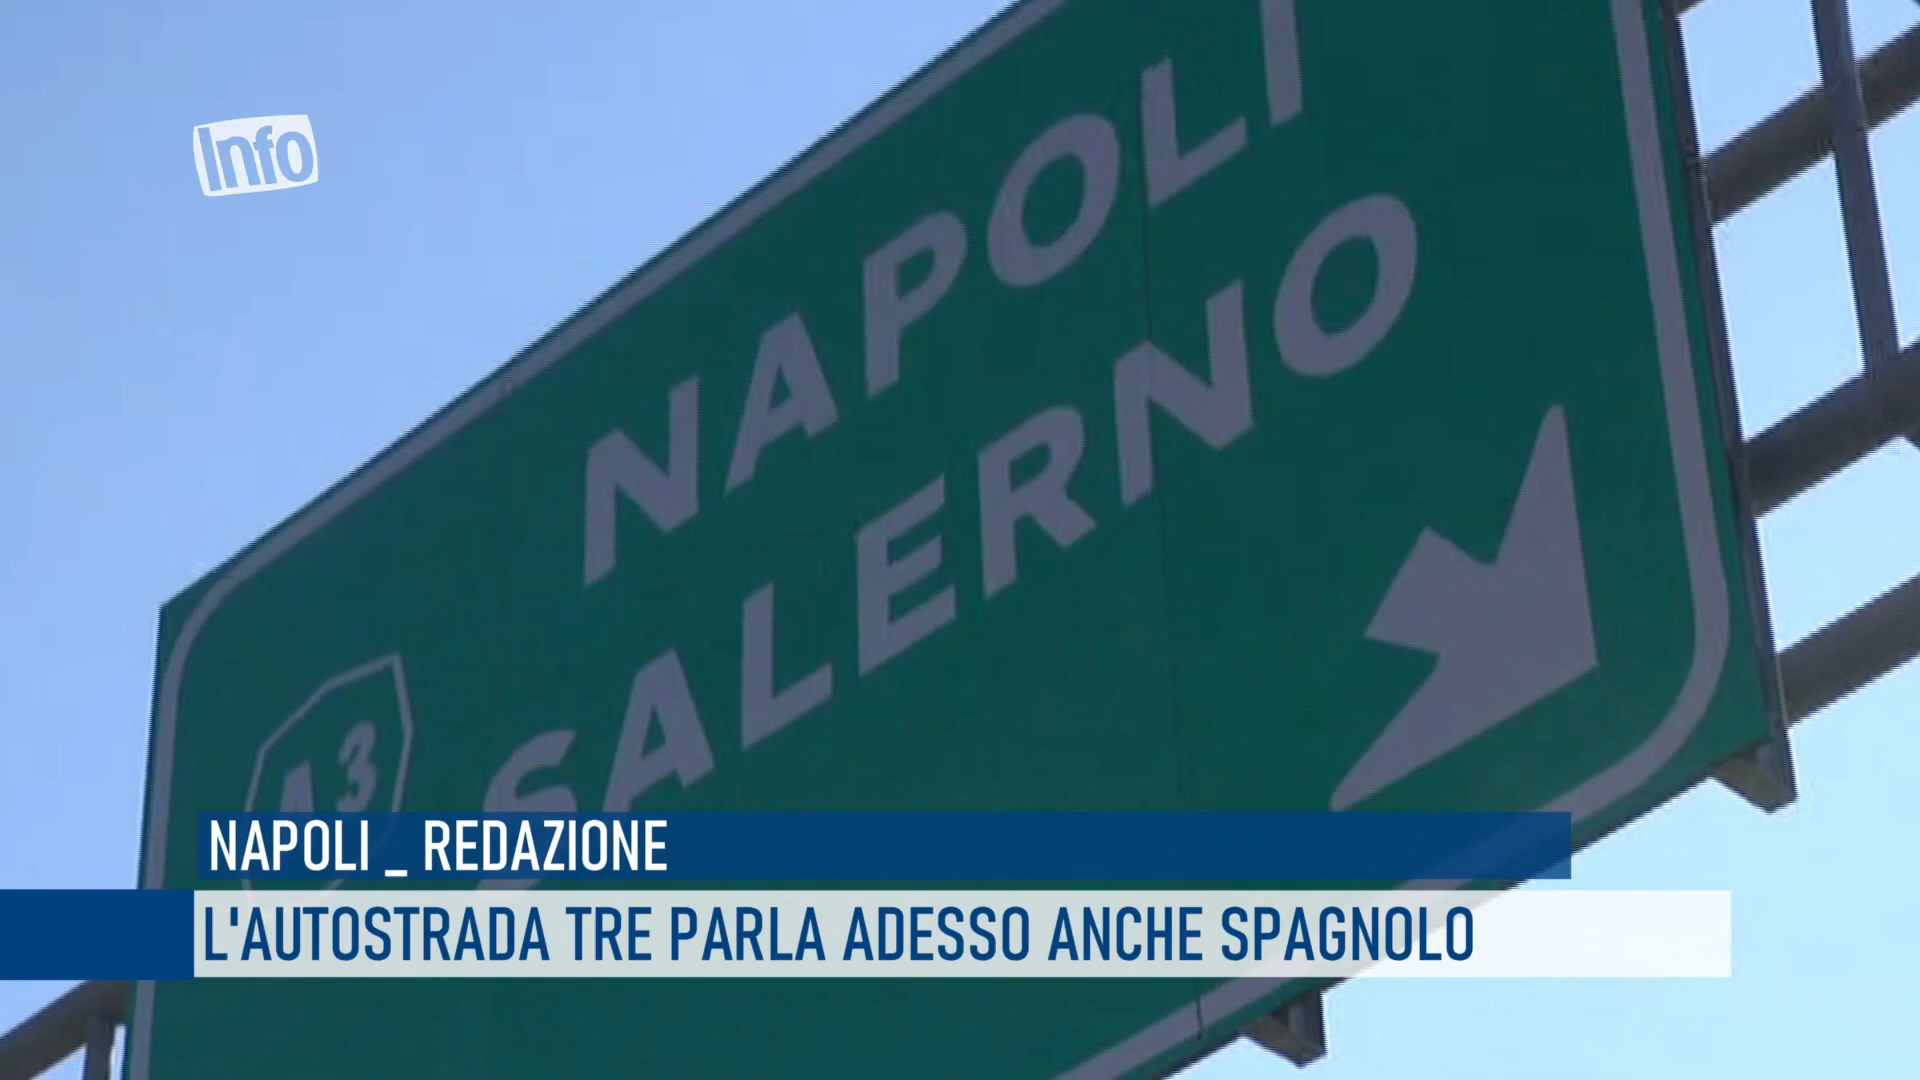 Info
NAPOLI
SALERNO
A3
NAPOLI _ REDAZIONE
L'AUTOSTRADA TRE PARLA ADESSO ANCHE SPAGNOLO